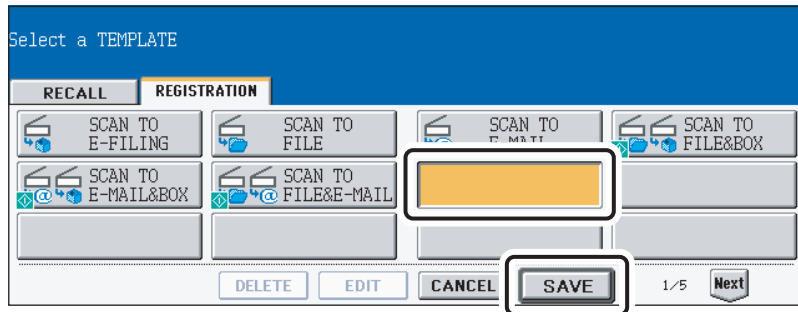 Select a TEMPLATE
RECALL
REGISTRATION
SCAN TO
E-FILING
SCAN TO
FILE
SCAN TO
E-MAIL
SCAN TO
FILE&BOX
SCAN TO
E-MAIL&BOX
SCAN TO
FILE&E-MAIL
DELETE
EDIT
CANCEL
SAVE
1/5
Next